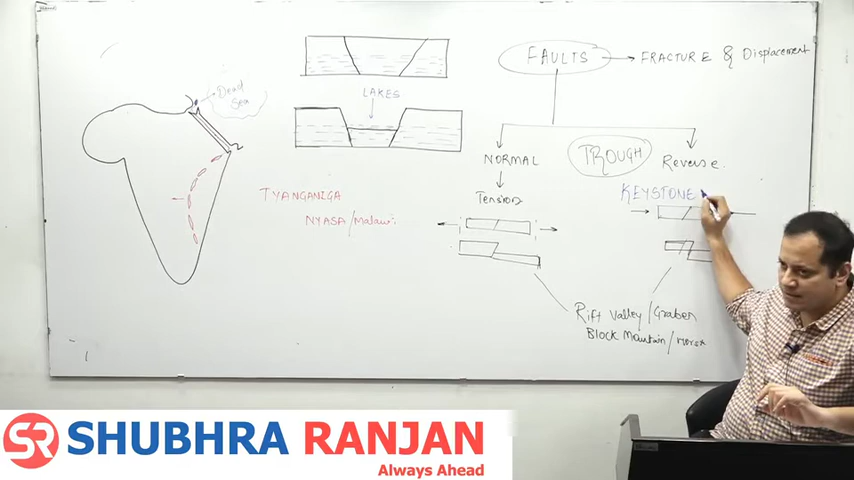 FAULTS → FRACTURE & Displacement
LAKES
Dead
Sea
TROUGH
NORMAL
Reverse.
Tension
KEYSTONE
TYANGANIGA
NYASA/Malawi
Rift Valley/Graben
Block Mountain/Horst
SR SHUBHRA RANJAN
Always Ahead